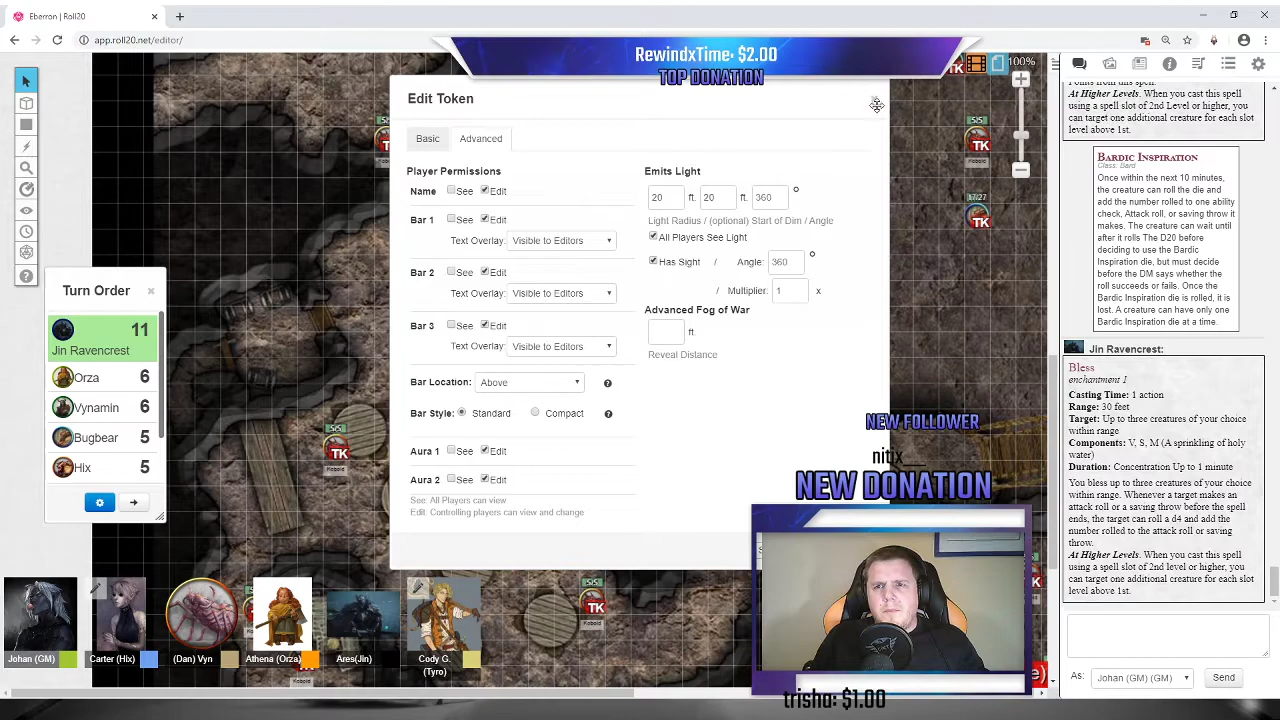 Eberron | Roll20
app.roll20.net/editor/
RewindxTime: $2.00
TOP DONATION
100%
Edit Token
Basic
Advanced
Player Permissions
Name See Edit
Bar 1 See Edit
Text Overlay: Visible to Editors
Bar 2 See Edit
Text Overlay: Visible to Editors
Bar 3 See Edit
Text Overlay: Visible to Editors
Bar Location: Above
Bar Style: Standard Compact
Aura 1 See Edit
Aura 2 See Edit
See: All Players can view
Edit: Controlling players can view and change
Emits Light
20 ft. 20 ft. 360 °
Light Radius / (optional) Start of Dim / Angle
All Players See Light
Has Sight / Angle: 360 °
/ Multiplier: 1 x
Advanced Fog of War
ft.
Reveal Distance
Turn Order
11
Jin Ravencrest
Orza 6
Vynamin 6
Bugbear 5
Hix 5
5/5
TK
Kobold
5/5
TK
Kobold
17/27
5/5
TK
Kobold
NEW FOLLOWER
nitix__
NEW DONATION
trisha: $1.00
Johan (GM)
Carter (Hix)
(Dan) Vyn
Athena (Orza)
Ares(Jin)
Cody G.
(Tyro)
At Higher Levels. When you cast this
spell using a spell slot of 2nd Level or higher, you
can target one additional creature for each slot
level above 1st.
Bardic Inspiration
Class: Bard
Once within the next 10 minutes,
the creature can roll the die and
add the number rolled to one ability
check, Attack roll, or saving throw it
makes. The creature can wait until
after it rolls The D20 before
deciding to use the Bardic
Inspiration die, but must decide
before the DM says whether the
roll succeeds or fails. Once the
Bardic Inspiration die is rolled, it is
lost. A creature can have only one
Bardic Inspiration die at a time.
Jin Ravencrest:
Bless
enchantment 1
Casting Time: 1 action
Range: 30 feet
Target: Up to three creatures of your choice
within range
Components: V, S, M (A sprinkling of holy
water)
Duration: Concentration Up to 1 minute
You bless up to three creatures of your choice
within range. Whenever a target makes an
attack roll or a saving throw before the spell
ends, the target can roll a d4 and add the
number rolled to the attack roll or saving
throw.
At Higher Levels. When you cast this spell
using a spell slot of 2nd level or higher, you
can target one additional creature for each slot
level above 1st.
As: Johan (GM) (GM) Send